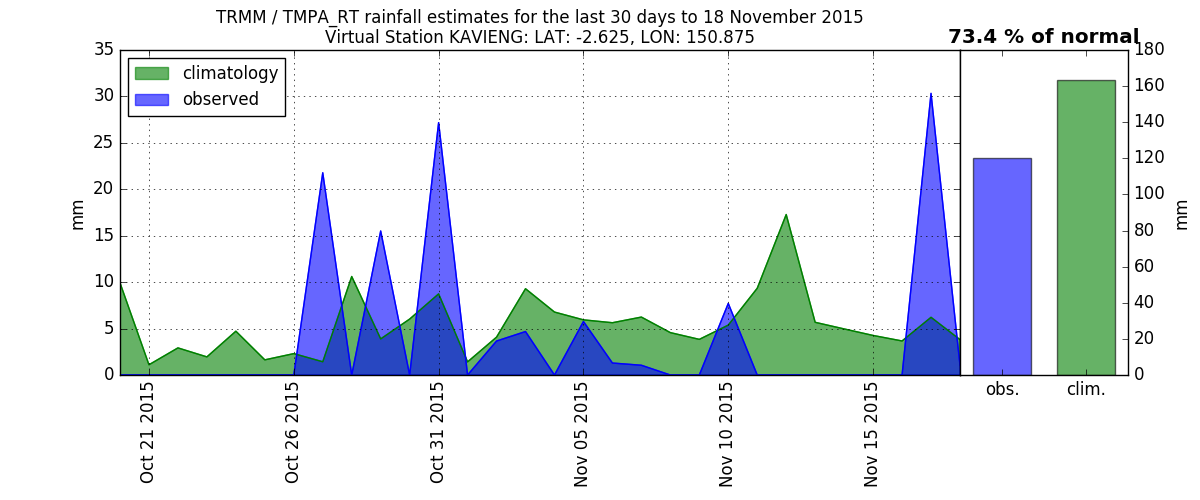 TRMM / TMPA_RT rainfall estimates for the last 30 days to 18 November 2015
Virtual Station KAVIENG: LAT: -2.625, LON: 150.875
73.4 % of normal
climatology
observed
35
30
25
20
15
10
5
0
mm
Oct 21 2015
Oct 26 2015
Oct 31 2015
Nov 05 2015
Nov 10 2015
Nov 15 2015
obs.
clim.
180
160
140
120
100
80
60
40
20
0
mm